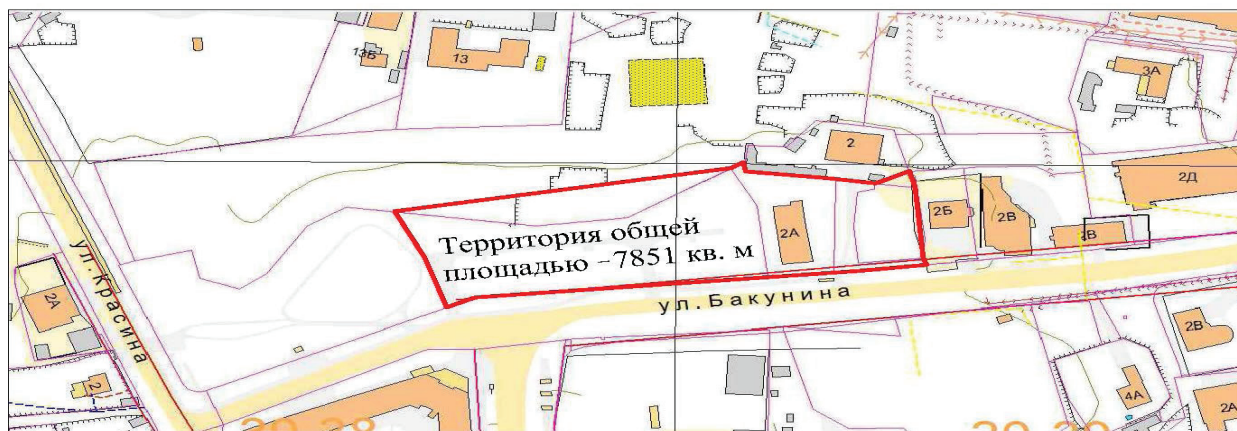 13Б
13
3А
2
2А
2Б
2В
2В
2Д
Территория общей
площадью –7851 кв. м
ул.Бакунина
ул.Красина
2А
2
2В
4А
2А